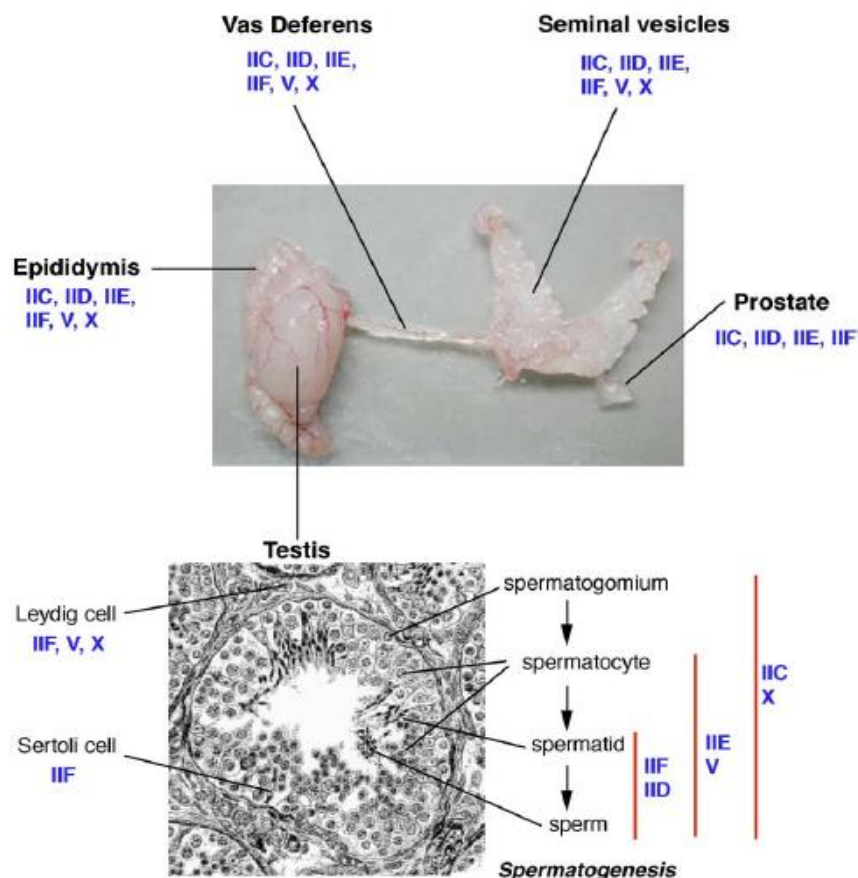 Vas Deferens
IIC, IID, IIE,
IIF, V, X
Seminal vesicles
IIC, IID, IIE,
IIF, V, X
Epididymis
IIC, IID, IIE,
IIF, V, X
Prostate
IIC, IID, IIE, IIF
Testis
Leydig cell
IIF, V, X
Sertoli cell
IIF
spermatogomium
spermatocyte
spermatid
sperm
IIF
IID
IIE
V
IIC
X
Spermatogenesis